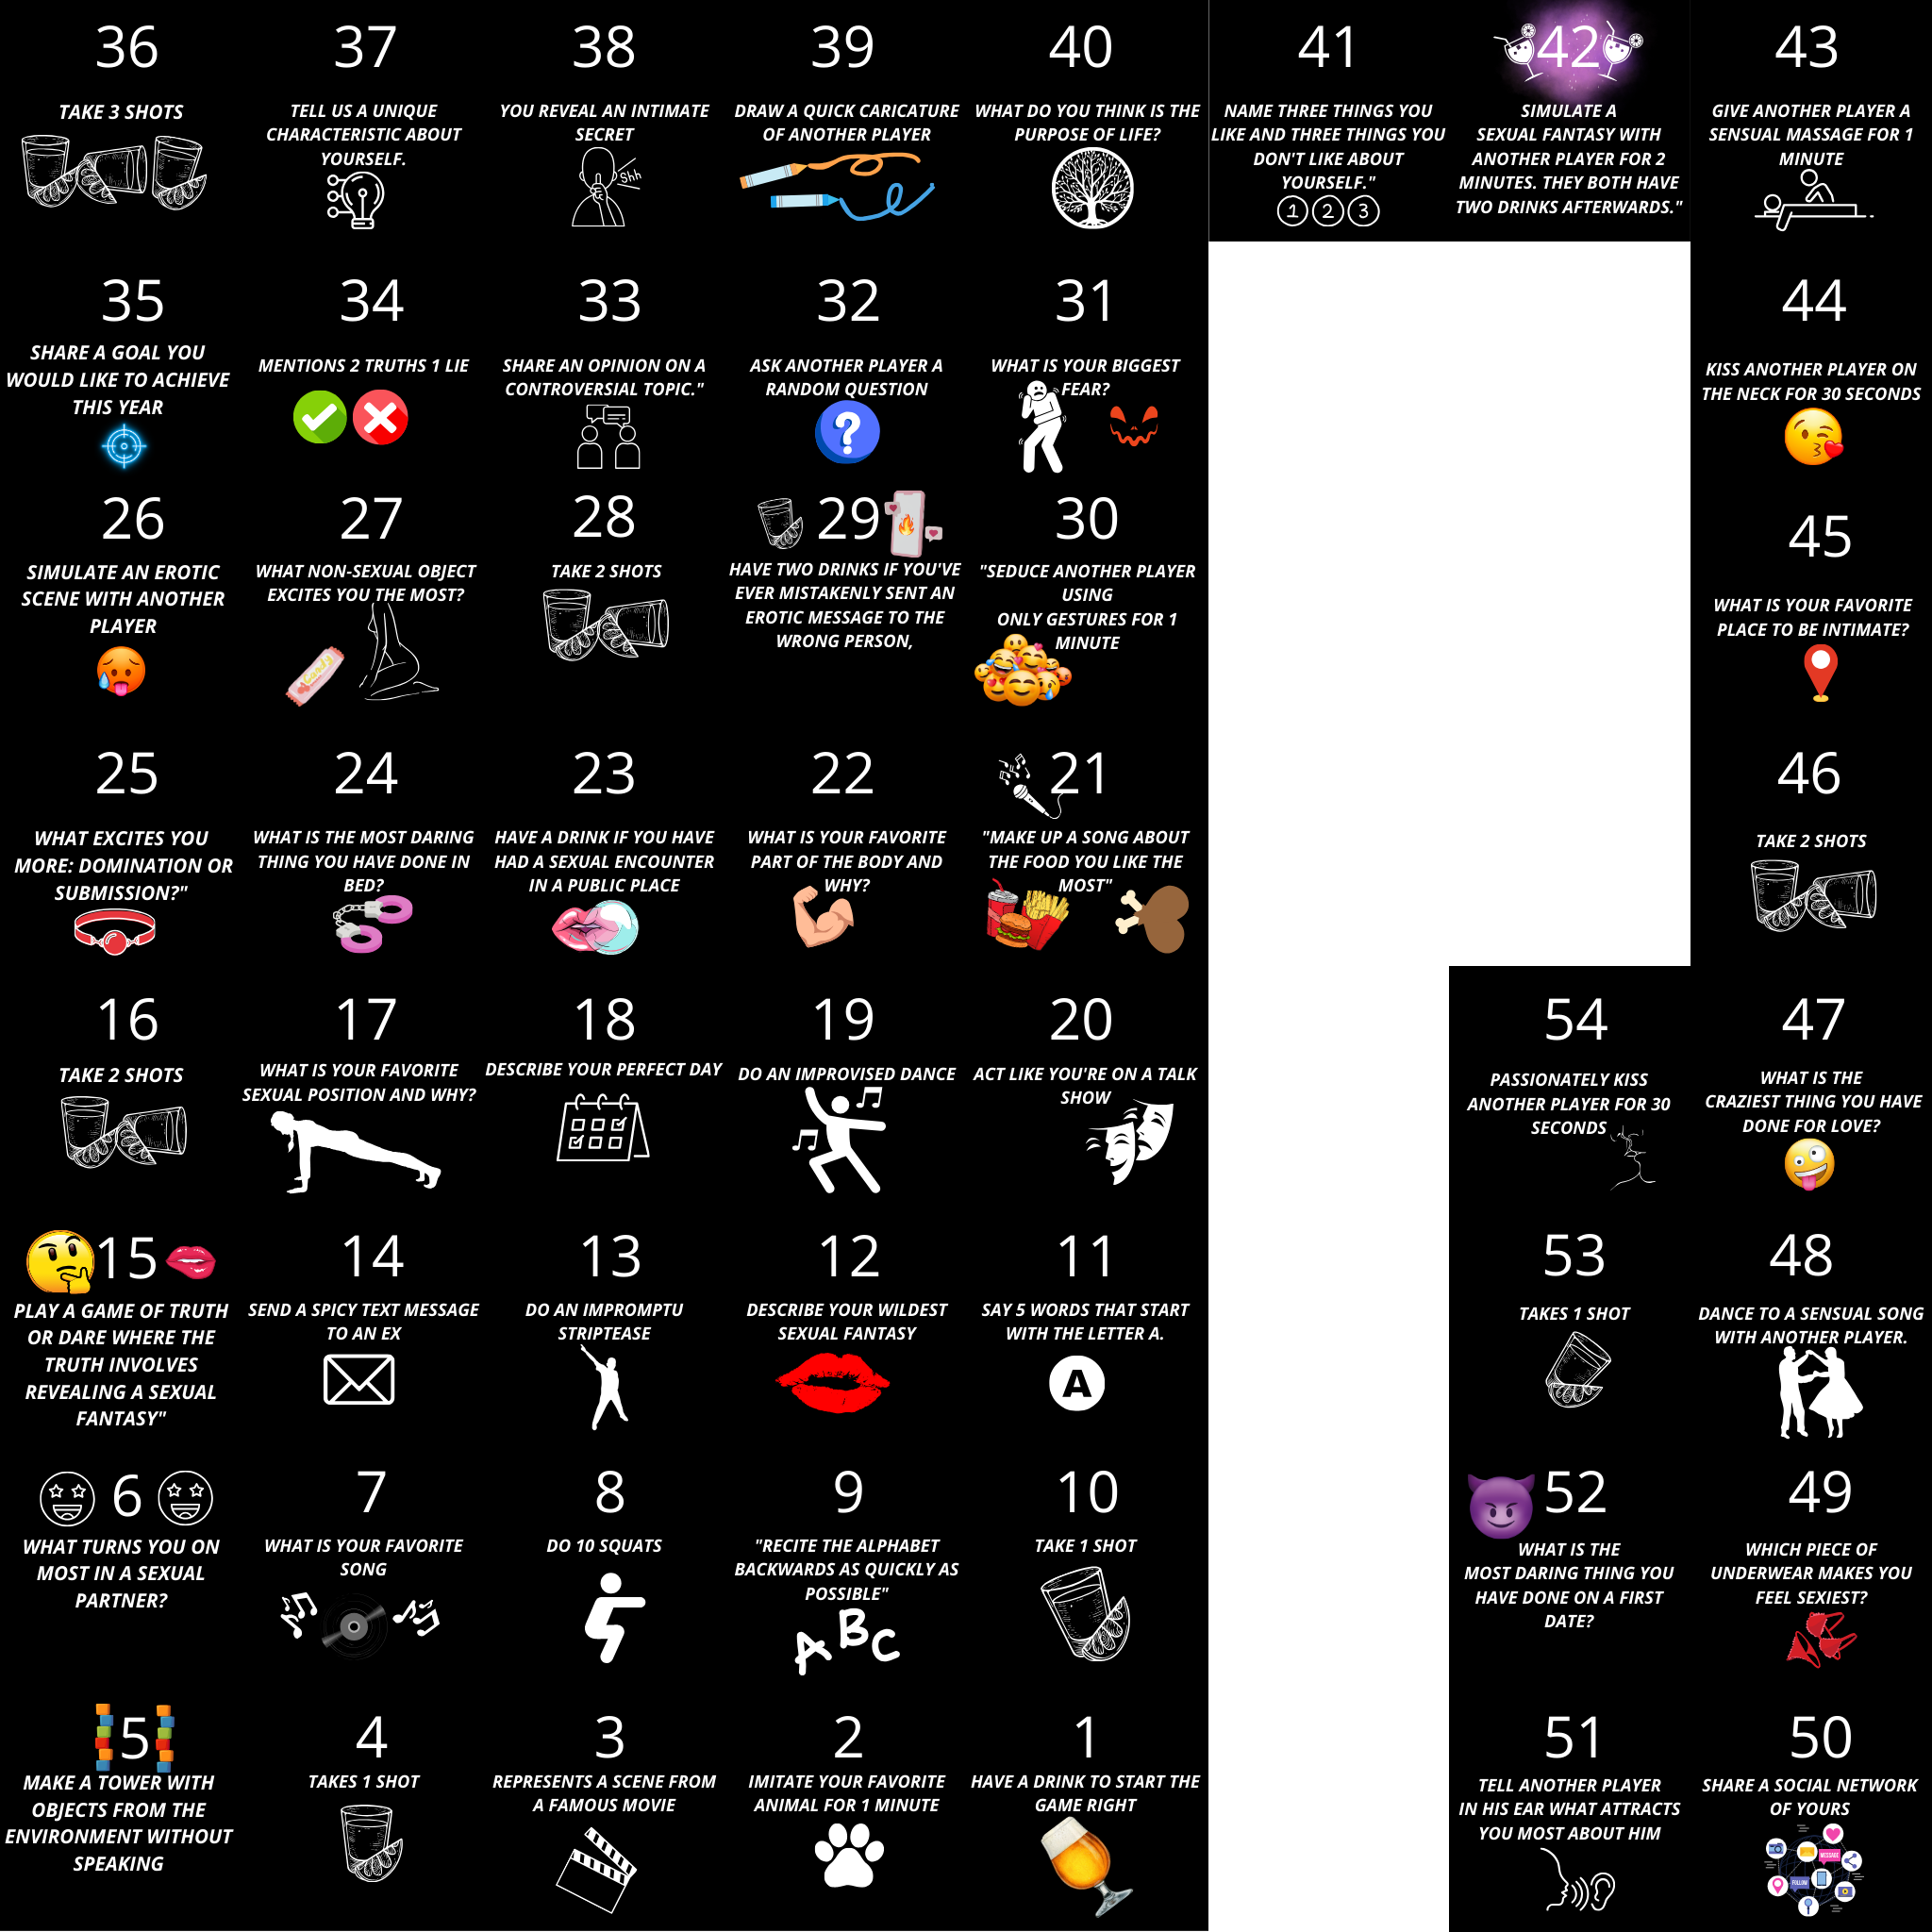 36
TAKE 3 SHOTS
37
TELL US A UNIQUE
CHARACTERISTIC ABOUT
YOURSELF.
38
YOU REVEAL AN INTIMATE
SECRET
Shh
39
DRAW A QUICK CARICATURE
OF ANOTHER PLAYER
40
WHAT DO YOU THINK IS THE
PURPOSE OF LIFE?
41
NAME THREE THINGS YOU
LIKE AND THREE THINGS YOU
DON'T LIKE ABOUT
YOURSELF."
1 2 3
42
SIMULATE A
SEXUAL FANTASY WITH
ANOTHER PLAYER FOR 2
MINUTES. THEY BOTH HAVE
TWO DRINKS AFTERWARDS."
43
GIVE ANOTHER PLAYER A
SENSUAL MASSAGE FOR 1
MINUTE
35
SHARE A GOAL YOU
WOULD LIKE TO ACHIEVE
THIS YEAR
34
MENTIONS 2 TRUTHS 1 LIE
33
SHARE AN OPINION ON A
CONTROVERSIAL TOPIC."
32
ASK ANOTHER PLAYER A
RANDOM QUESTION
?
31
WHAT IS YOUR BIGGEST
FEAR?
44
KISS ANOTHER PLAYER ON
THE NECK FOR 30 SECONDS
26
SIMULATE AN EROTIC
SCENE WITH ANOTHER
PLAYER
27
WHAT NON-SEXUAL OBJECT
EXCITES YOU THE MOST?
Candy
28
TAKE 2 SHOTS
29
HAVE TWO DRINKS IF YOU'VE
EVER MISTAKENLY SENT AN
EROTIC MESSAGE TO THE
WRONG PERSON,
30
"SEDUCE ANOTHER PLAYER
USING
ONLY GESTURES FOR 1
MINUTE
45
WHAT IS YOUR FAVORITE
PLACE TO BE INTIMATE?
25
WHAT EXCITES YOU
MORE: DOMINATION OR
SUBMISSION?"
24
WHAT IS THE MOST DARING
THING YOU HAVE DONE IN
BED?
23
HAVE A DRINK IF YOU HAVE
HAD A SEXUAL ENCOUNTER
IN A PUBLIC PLACE
22
WHAT IS YOUR FAVORITE
PART OF THE BODY AND
WHY?
21
"MAKE UP A SONG ABOUT
THE FOOD YOU LIKE THE
MOST"
46
TAKE 2 SHOTS
16
TAKE 2 SHOTS
17
WHAT IS YOUR FAVORITE
SEXUAL POSITION AND WHY?
18
DESCRIBE YOUR PERFECT DAY
19
DO AN IMPROVISED DANCE
20
ACT LIKE YOU'RE ON A TALK
SHOW
54
PASSIONATELY KISS
ANOTHER PLAYER FOR 30
SECONDS
47
WHAT IS THE
CRAZIEST THING YOU HAVE
DONE FOR LOVE?
15
PLAY A GAME OF TRUTH
OR DARE WHERE THE
TRUTH INVOLVES
REVEALING A SEXUAL
FANTASY"
14
SEND A SPICY TEXT MESSAGE
TO AN EX
13
DO AN IMPROMPTU
STRIPTEASE
12
DESCRIBE YOUR WILDEST
SEXUAL FANTASY
11
SAY 5 WORDS THAT START
WITH THE LETTER A.
A
53
TAKES 1 SHOT
48
DANCE TO A SENSUAL SONG
WITH ANOTHER PLAYER.
6
WHAT TURNS YOU ON
MOST IN A SEXUAL
PARTNER?
7
WHAT IS YOUR FAVORITE
SONG
8
DO 10 SQUATS
9
"RECITE THE ALPHABET
BACKWARDS AS QUICKLY AS
POSSIBLE"
ABC
10
TAKE 1 SHOT
52
WHAT IS THE
MOST DARING THING YOU
HAVE DONE ON A FIRST
DATE?
49
WHICH PIECE OF
UNDERWEAR MAKES YOU
FEEL SEXIEST?
5
MAKE A TOWER WITH
OBJECTS FROM THE
ENVIRONMENT WITHOUT
SPEAKING
4
TAKES 1 SHOT
3
REPRESENTS A SCENE FROM
A FAMOUS MOVIE
2
IMITATE YOUR FAVORITE
ANIMAL FOR 1 MINUTE
1
HAVE A DRINK TO START THE
GAME RIGHT
51
TELL ANOTHER PLAYER
IN HIS EAR WHAT ATTRACTS
YOU MOST ABOUT HIM
50
SHARE A SOCIAL NETWORK
OF YOURS
MESSAGE
FOLLOW